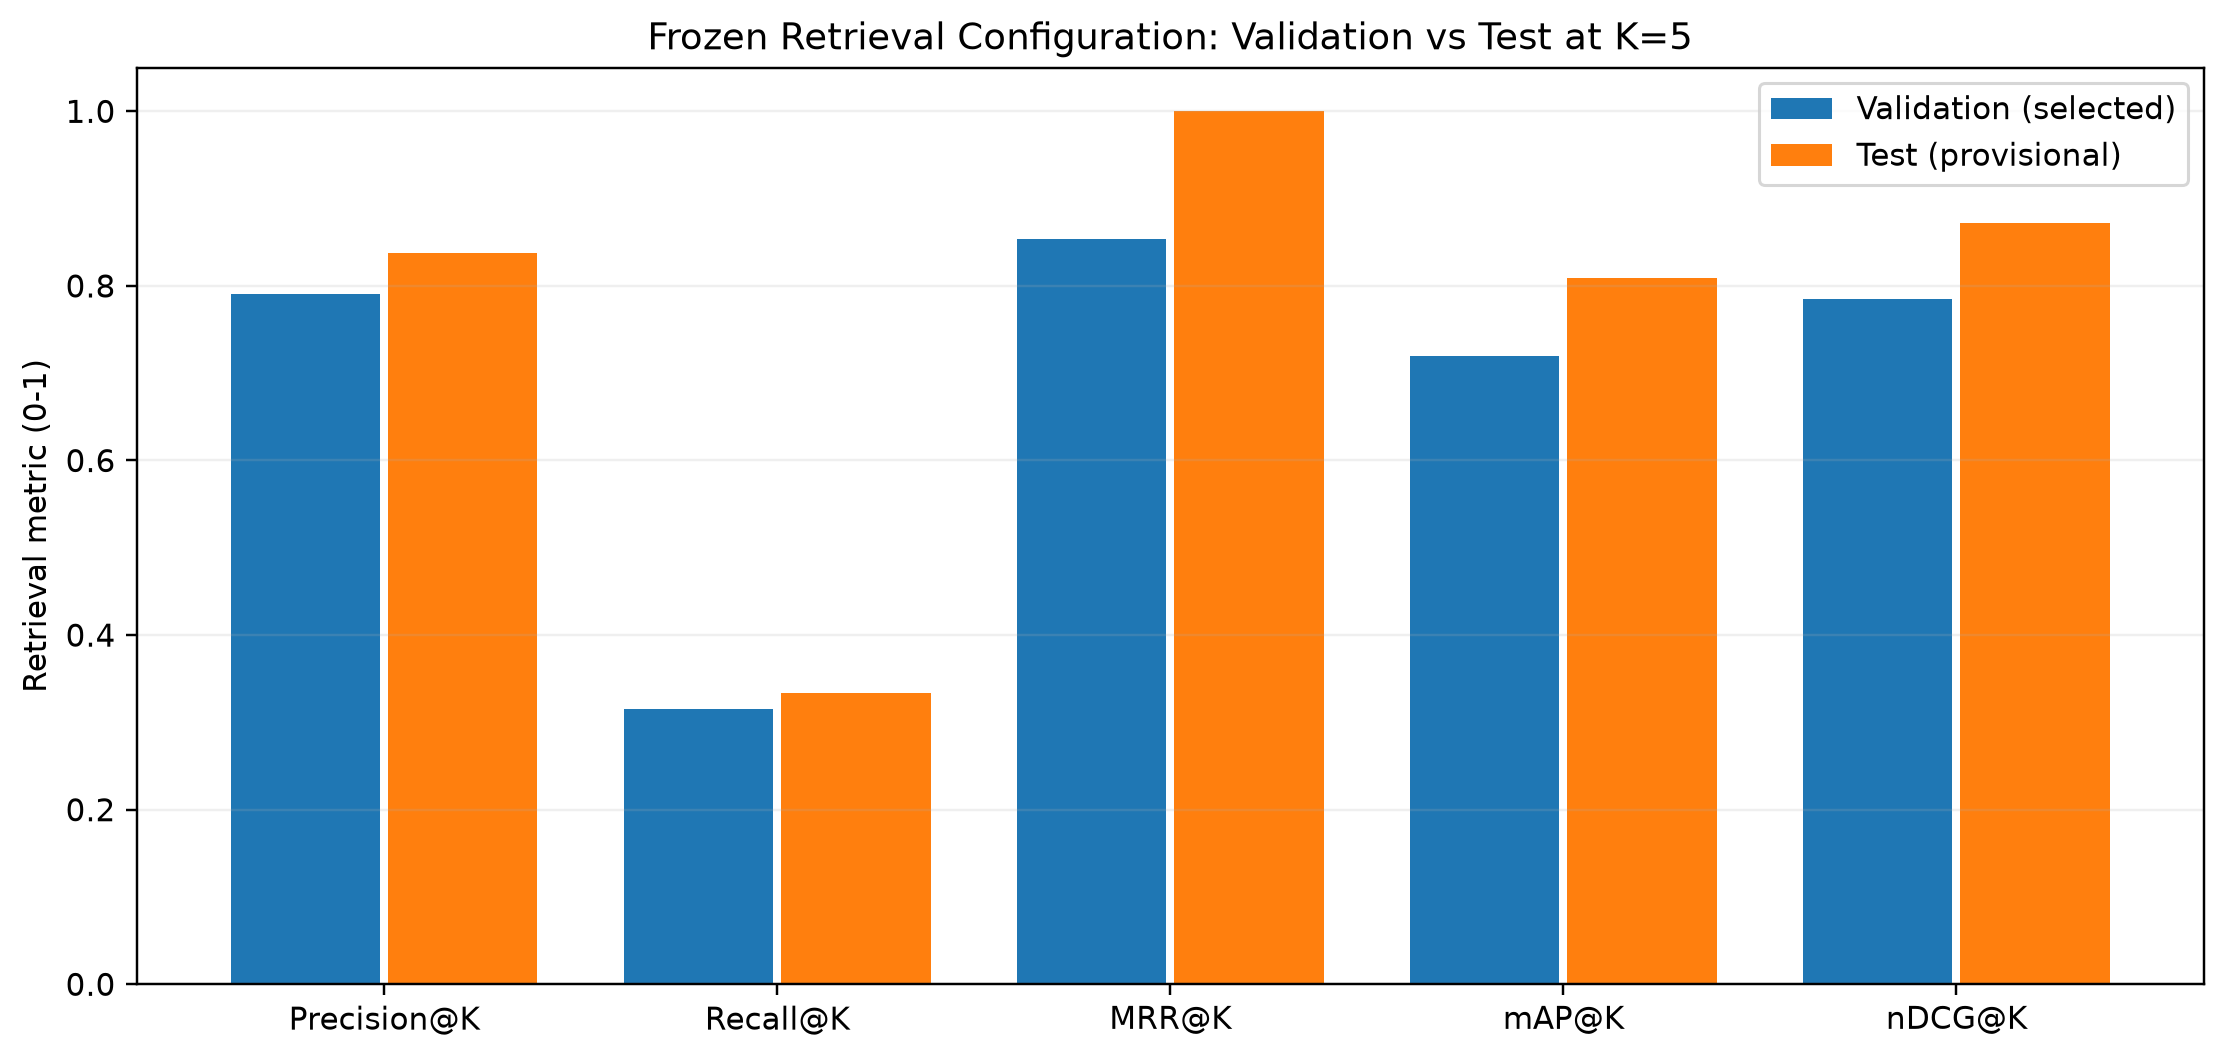 Frozen Retrieval Configuration: Validation vs Test at K=5
Validation (selected)
Test (provisional)
Retrieval metric (0-1)
1.0
0.8
0.6
0.4
0.2
0.0
Precision@K
Recall@K
MRR@K
mAP@K
nDCG@K